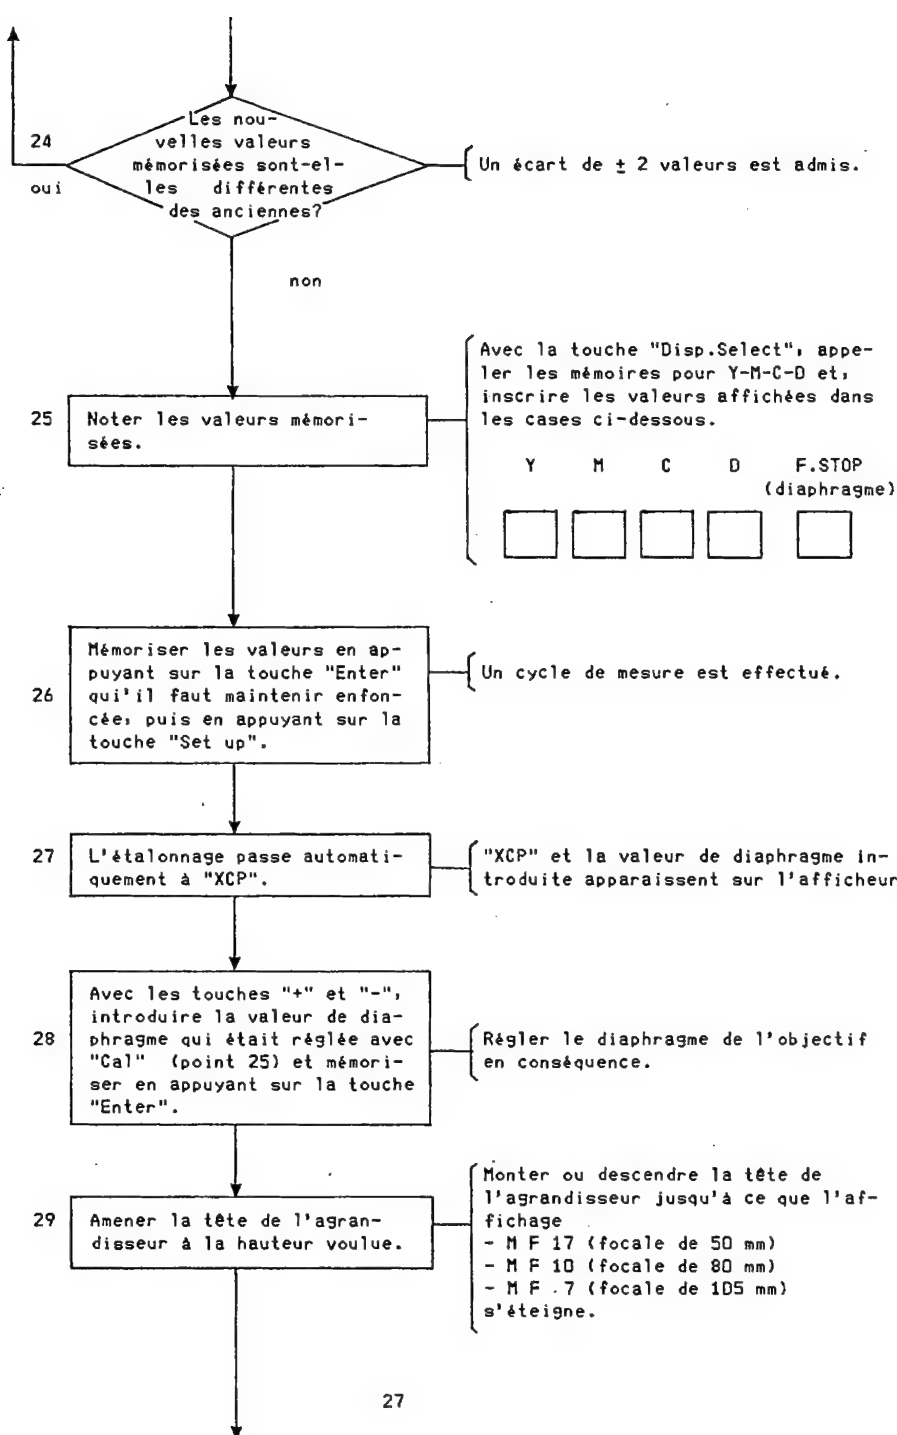 Les nou-
velles valeurs
mémorisées sont-el-
les différentes
des anciennes?
24
oui
Un écart de ± 2 valeurs est admis.
non
25
Noter les valeurs mémori-
sées.
Avec la touche "Disp.Select", appe-
ler les mémoires pour Y-M-C-D et,
inscrire les valeurs affichées dans
les cases ci-dessous.
Y M C D F.STOP
(diaphragme)
26
Mémoriser les valeurs en ap-
puyant sur la touche "Enter"
qu'il faut maintenir enfon-
cée, puis en appuyant sur la
touche "Set up".
Un cycle de mesure est effectué.
27
L'étalonnage passe automati-
quement à "XCP".
"XCP" et la valeur de diaphragme in-
troduite apparaissent sur l'afficheur
28
Avec les touches "+" et "-",
introduire la valeur de dia-
phragme qui était réglée avec
"Cal" (point 25) et mémori-
ser en appuyant sur la touche
"Enter".
Régler le diaphragme de l'objectif
en conséquence.
29
Amener la tête de l'agran-
disseur à la hauteur voulue.
Monter ou descendre la tête de
l'agrandisseur jusqu'à ce que l'af-
fichage
- M F 17 (focale de 50 mm)
- M F 10 (focale de 80 mm)
- M F .7 (focale de 105 mm)
s'éteigne.
27